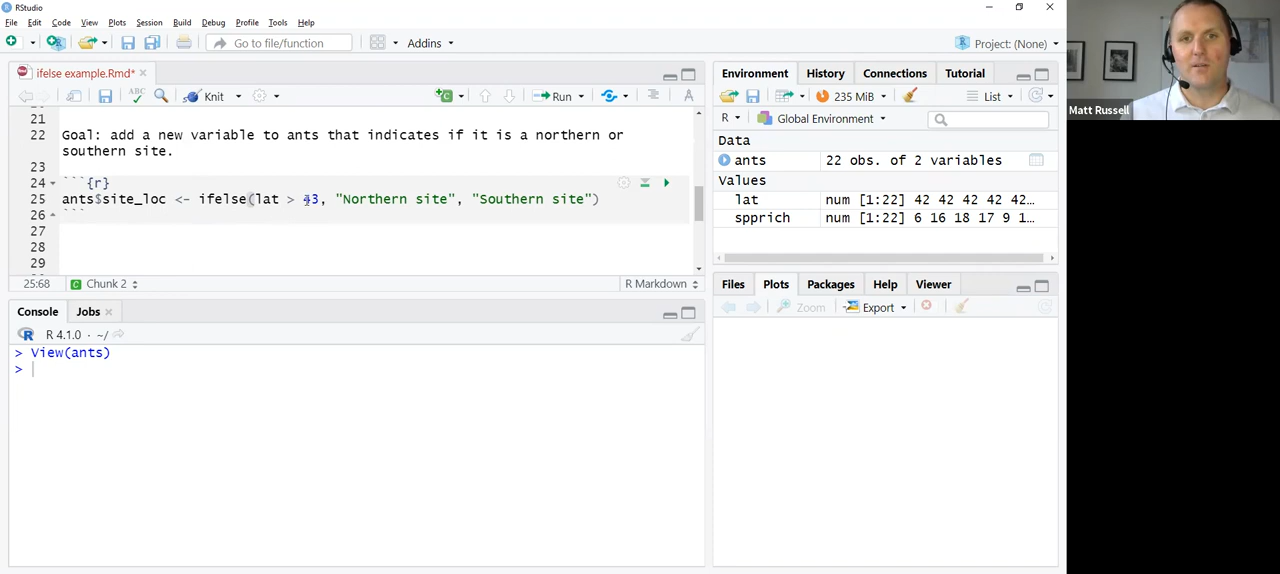 RStudio
File Edit Code View Plots Session Build Debug Profile Tools Help
Go to file/function Addins Project: (None)
ifelse example.Rmd*
ABC Knit Run
21
22 Goal: add a new variable to ants that indicates if it is a northern or
southern site.
23
24 ```{r}
25 ants$site_loc <- ifelse(lat > 43, "Northern site", "Southern site")
26 ```
27
28
29
25:68 Chunk 2 R Markdown
Console Jobs
R 4.1.0 · ~/
> View(ants)
>
Environment History Connections Tutorial
235 MiB List
R Global Environment
Data
ants 22 obs. of 2 variables
Values
lat num [1:22] 42 42 42 42 42…
spprich num [1:22] 6 16 18 17 9 1…
Files Plots Packages Help Viewer
Zoom Export
Matt Russell